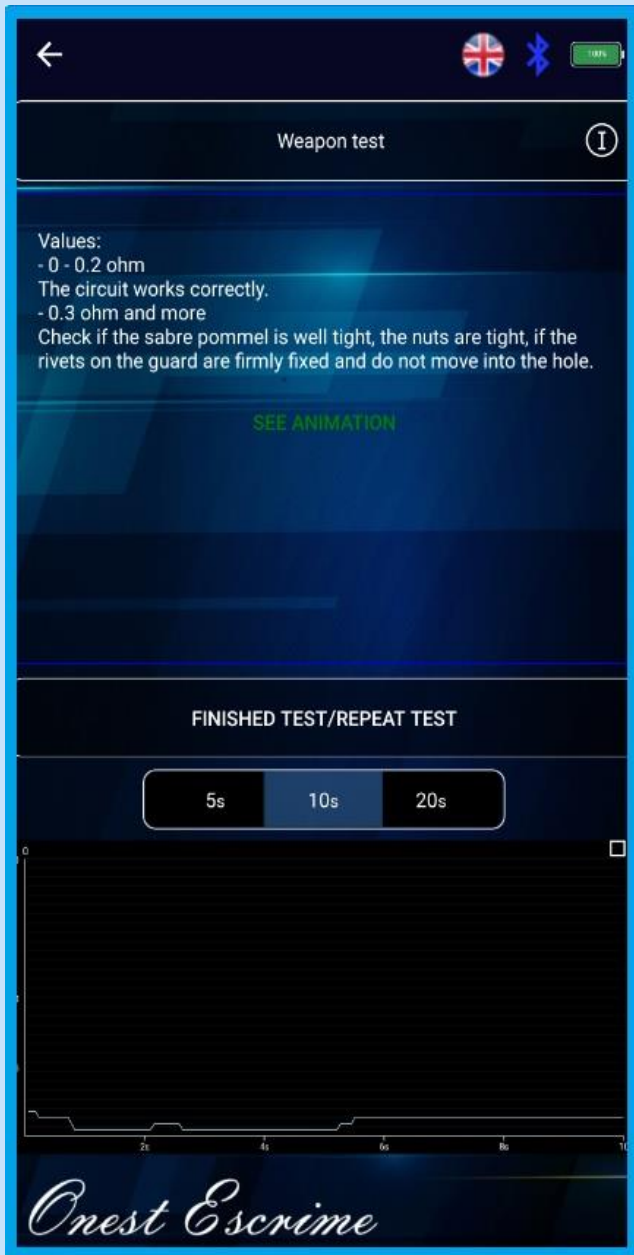 100%
Weapon test
I
Values:
- 0 - 0.2 ohm
The circuit works correctly.
- 0.3 ohm and more
Check if the sabre pommel is well tight, the nuts are tight, if the
rivets on the guard are firmly fixed and do not move into the hole.
SEE ANIMATION
FINISHED TEST/REPEAT TEST
5s 10s 20s
Ω
2s 4s 6s 8s 10
Onest Escrime